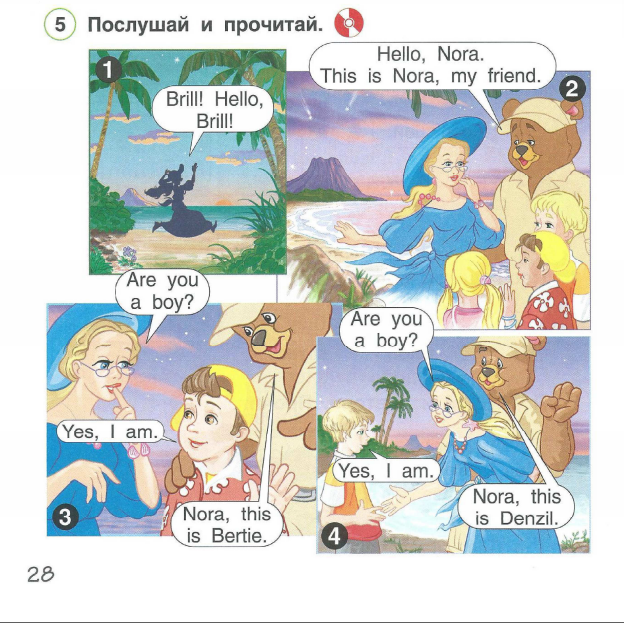 5 Послушай и прочитай.
1
Brill! Hello,
Brill!
Hello, Nora.
This is Nora, my friend.
2
Are you
a boy?
Yes, I am.
Nora, this
is Bertie.
3
Are you
a boy?
Yes, I am.
Nora, this
is Denzil.
4
28